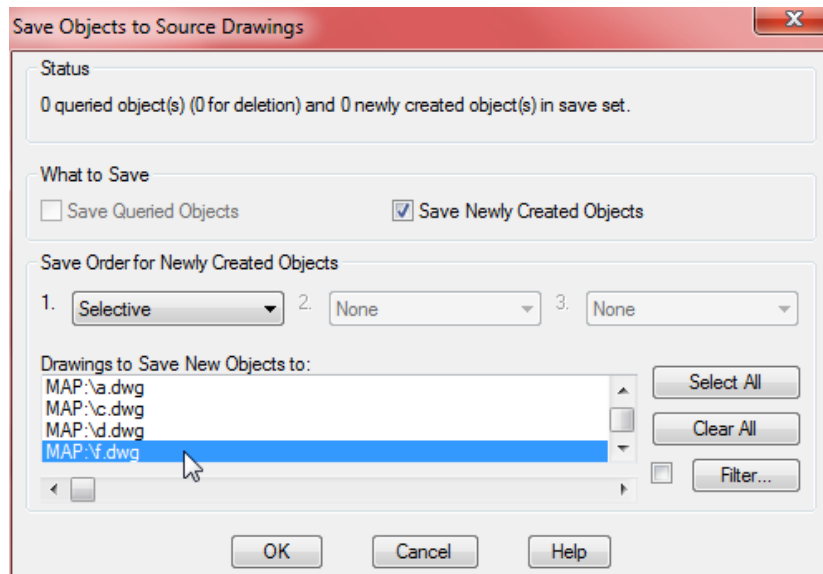 Save Objects to Source Drawings
Status
0 queried object(s) (0 for deletion) and 0 newly created object(s) in save set.
What to Save
Save Queried Objects Save Newly Created Objects
Save Order for Newly Created Objects
1. Selective 2. None 3. None
Drawings to Save New Objects to:
MAP:\a.dwg
MAP:\c.dwg
MAP:\d.dwg
MAP:\f.dwg
Select All
Clear All
Filter...
OK Cancel Help